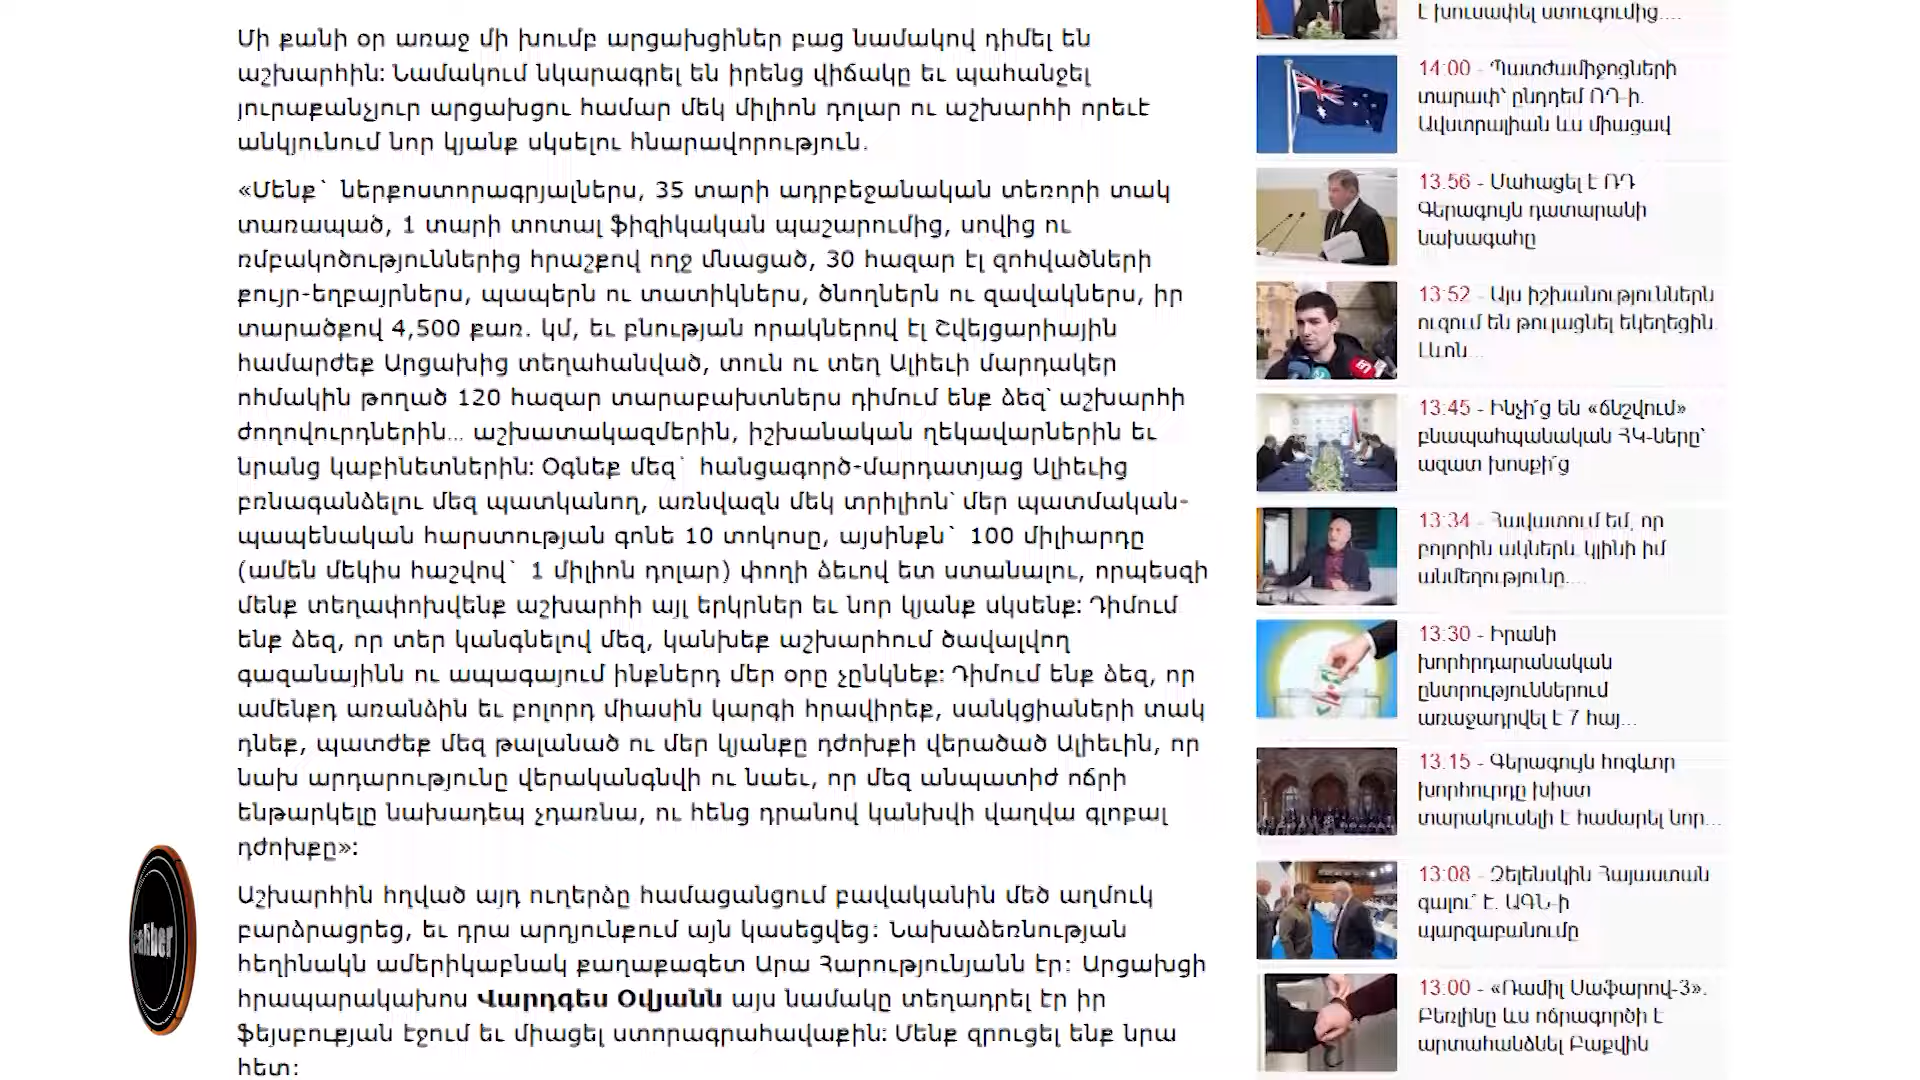 Մի քանի օր առաջ մի խումբ արցախցիներ բաց նամակով դիմել են
աշխարհին: Նամակում նկարագրել են իրենց վիճակը եւ պահանջել
յուրաքանչյուր արցախցու համար մեկ միլիոն դոլար ու աշխարհի որեւէ
անկյունում նոր կյանք սկսելու հնարավորություն.
«Մենք` ներքոստորագրյալներս, 35 տարի ադրբեջանական տեռորի տակ
տառապած, 1 տարի տոտալ ֆիզիկական պաշարումից, սովից ու
ռմբակոծություններից հրաշքով ողջ մնացած, 30 հազար էլ զոհվածների
քույր-եղբայրներս, պապերն ու տատիկներս, ծնողներն ու զավակներս, իր
տարածքով 4,500 քառ. կմ, եւ բնության որակներով էլ Շվեյցարիային
համարժեք Արցախից տեղահանված, տուն ու տեղ Ալիեւի մարդակեր
ոհմակին թողած 120 հազար տարաբախտներս դիմում ենք ձեզ` աշխարհի
ժողովուրդներին... աշխատակազմերին, իշխանական ղեկավարներին եւ
նրանց կաբինետներին: Օգնեք մեզ` հանցագործ-մարդատյաց Ալիեւից
բռնագանձելու մեզ պատկանող, առնվազն մեկ տրիլիոն` մեր պատմական-
պապենական հարստության գոնե 10 տոկոսը, այսինքն` 100 միլիարդը
(ամեն մեկիս հաշվով` 1 միլիոն դոլար) փողի ձեւով ետ ստանալու, որպեսզի
մենք տեղափոխվենք աշխարհի այլ երկրներ եւ նոր կյանք սկսենք: Դիմում
ենք ձեզ, որ տեր կանգնելով մեզ, կանխեք աշխարհում ծավալվող
գազանայինն ու ապագայում ինքներդ մեր օրը չընկնեք: Դիմում ենք ձեզ, որ
ամենքդ առանձին եւ բոլորդ միասին կարգի հրավիրեք, սանկցիաների տակ
դնեք, պատժեք մեզ թալանած ու մեր կյանքը դժոխքի վերածած Ալիեւին, որ
նախ արդարությունը վերականգնվի ու նաեւ, որ մեզ անպատիժ ոճրի
ենթարկելը նախադեպ չդառնա, ու հենց դրանով կանխվի վաղվա գլոբալ
դժոխքը»:
Աշխարհին հղված այդ ուղերձը համացանցում բավականին մեծ աղմուկ
բարձրացրեց, եւ դրա արդյունքում այն կասեցվեց: Նախաձեռնության
հեղինակն ամերիկաբնակ քաղաքագետ Արա Հարությունյանն էր: Արցախցի
հրապարակախոս Վարդգես Օվյանն այս նամակը տեղադրել էր իր
ֆեյսբուքյան էջում եւ միացել ստորագրահավաքին: Մենք զրուցել ենք նրա
հետ:
caliber
է խուսափել ստուգումից....
14:00 - Պատժամիջոցների
տարափ՝ ընդդեմ ՌԴ-ի.
Ավստրալիան ևս միացավ
13:56 - Մահացել է ՌԴ
Գերագույն դատարանի
նախագահը
13:52 - Այս իշխանություններն
ուզում են թուլացնել եկեղեցին.
Լևոն...
13:45 - Ինչի՞ց են «ճնշվում»
բնապահպանական ՀԿ-ները՝
ազատ խոսքի՞ց
13:34 - Հավատում եմ, որ
բոլորին ակներև կլինի իմ
անմեղությունը....
13:30 - Իրանի
խորհրդարանական
ընտրություններում
առաջադրվել է 7 հայ...
13:15 - Գերագույն հոգևոր
խորհուրդը խիստ
տարակուսելի է համարել նոր...
13:08 - Զելենսկին Հայաստան
գալու՞ է. ԱԳՆ-ի
պարզաբանումը
13:00 - «Ռամիլ Սաֆարով-3».
Բեռլինը ևս ոճրագործի է
արտահանձնել Բաքվին